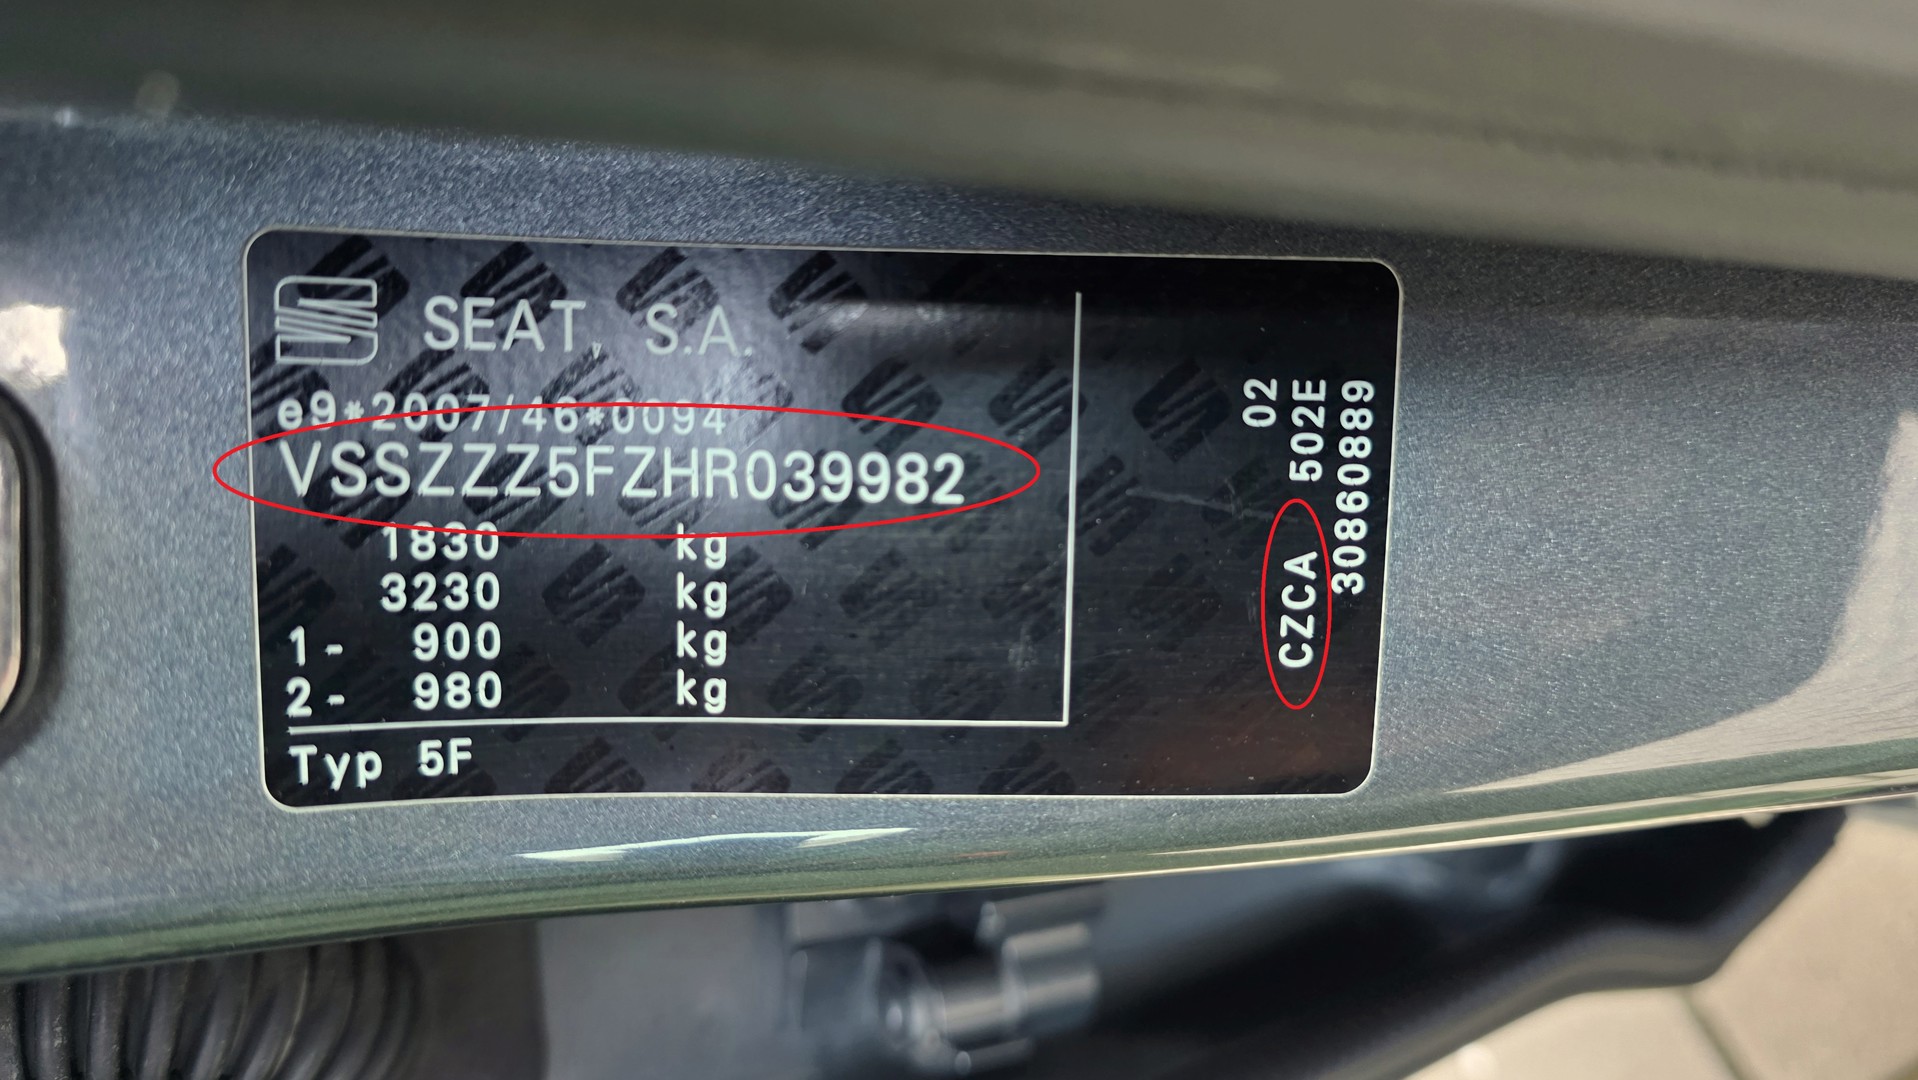 SEAT, S.A.
e9*2007/46*0094
VSSZZZ5FZHR039982
1830 kg
3230 kg
1- 900 kg
2- 980 kg
Typ 5F
02
CZCA 502E
30860889